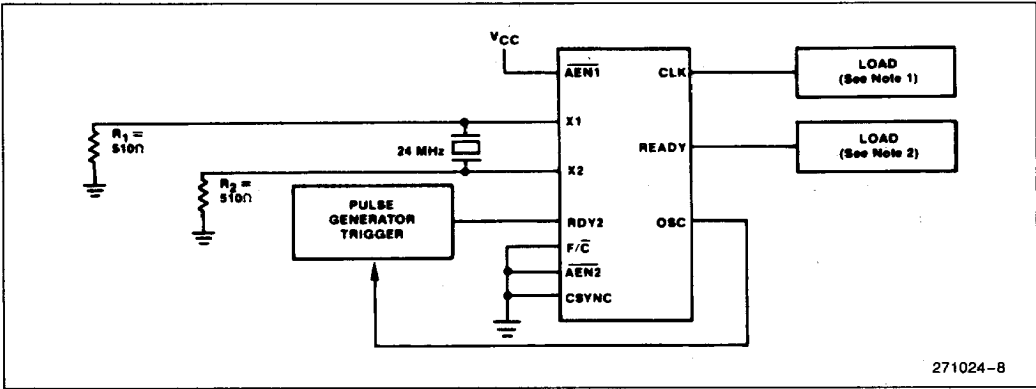 VCC
AEN1
CLK
LOAD
(See Note 1)
R1 =
510Ω
X1
24 MHz
READY
LOAD
(See Note 2)
R2 =
510Ω
X2
PULSE
GENERATOR
TRIGGER
RDY2
OSC
F/C̅
A̅E̅N̅2̅
CSYNC
271024-8